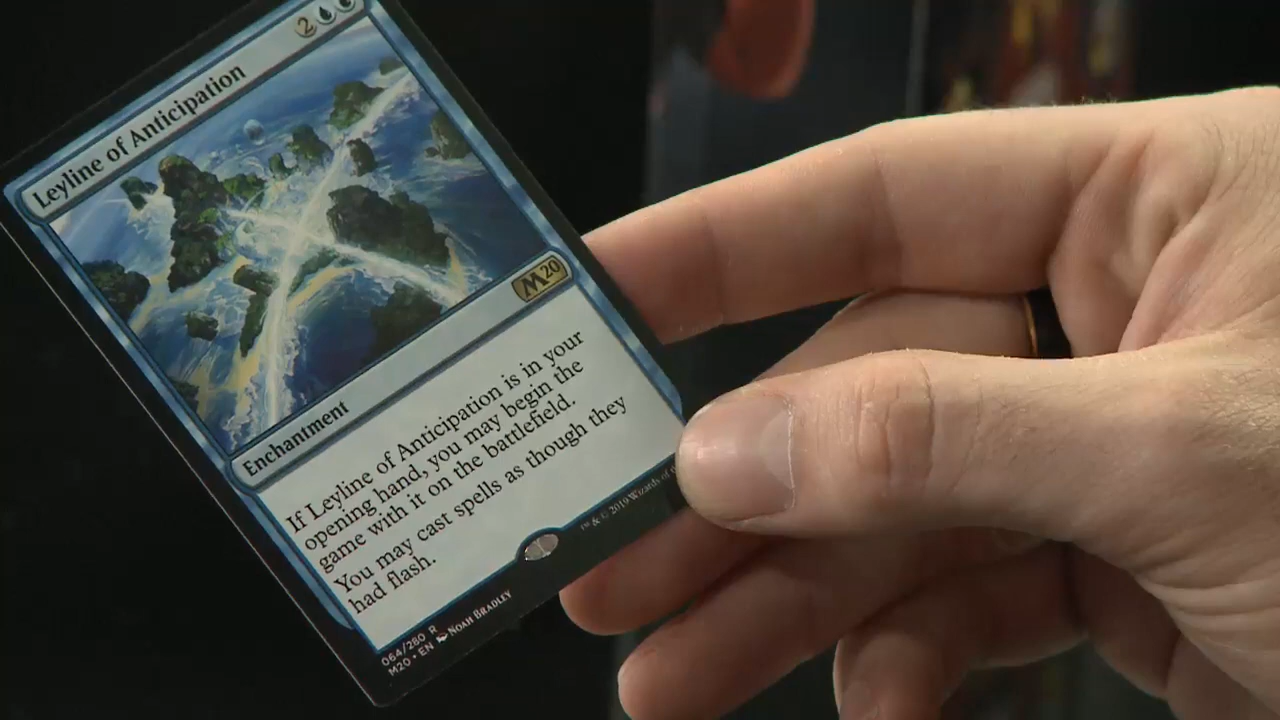 Leyline of Anticipation
2
M20
Enchantment
If Leyline of Anticipation is in your
opening hand, you may begin the
game with it on the battlefield.
You may cast spells as though they
had flash.
064/280 R
M20 • EN NOAH BRADLEY
™ & © 2019 Wizards of